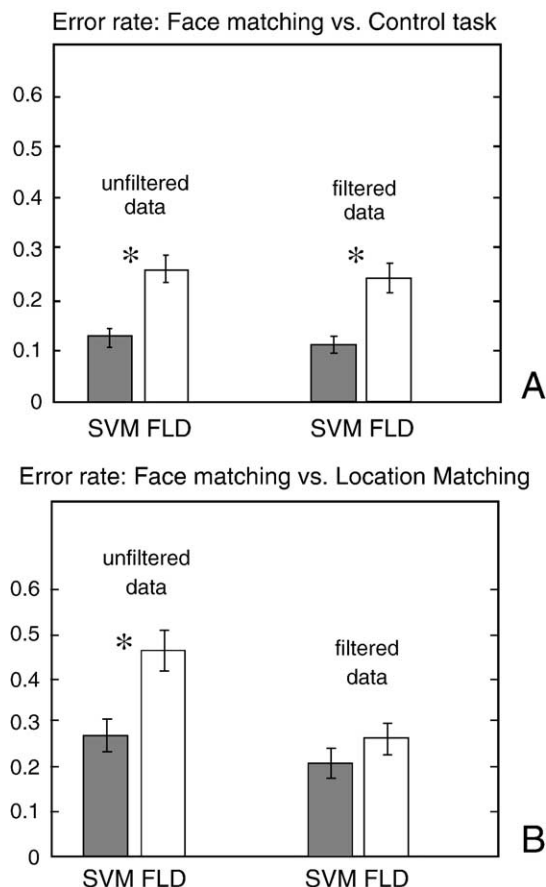 Error rate: Face matching vs. Control task
0.6
0.5
0.4
0.3
0.2
0.1
0
unfiltered
data
filtered
data
*
*
SVM FLD
SVM FLD
A
Error rate: Face matching vs. Location Matching
0.6
0.5
0.4
0.3
0.2
0.1
0
unfiltered
data
filtered
data
*
SVM FLD
SVM FLD
B